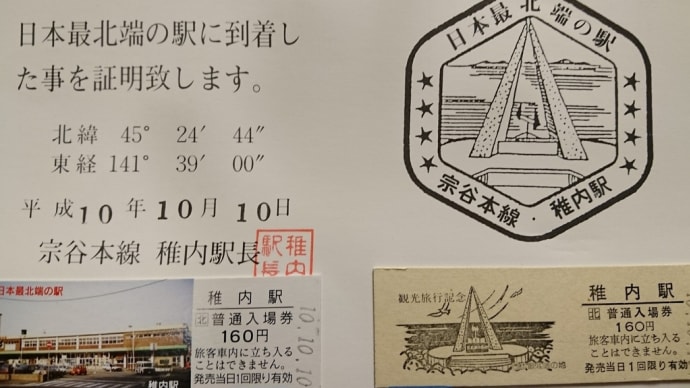 日本最北端の駅に到着し
た事を証明致します。
北緯 45° 24′ 44″
東経 141° 39′ 00″
平成10年10月10日
宗谷本線 稚内駅長
稚内
駅長
日本最北端の駅
宗谷本線・稚内駅
日本最北端の駅
稚内駅
稚内駅
北 普通入場券
160円
旅客車内に立ち入る
ことはできません。
発売当日1回限り有効
10.10.10
観光旅行記念
稚内駅
北 普通入場券
160円
旅客車内に立ち入る
ことはできません。
発売当日1回限り有効